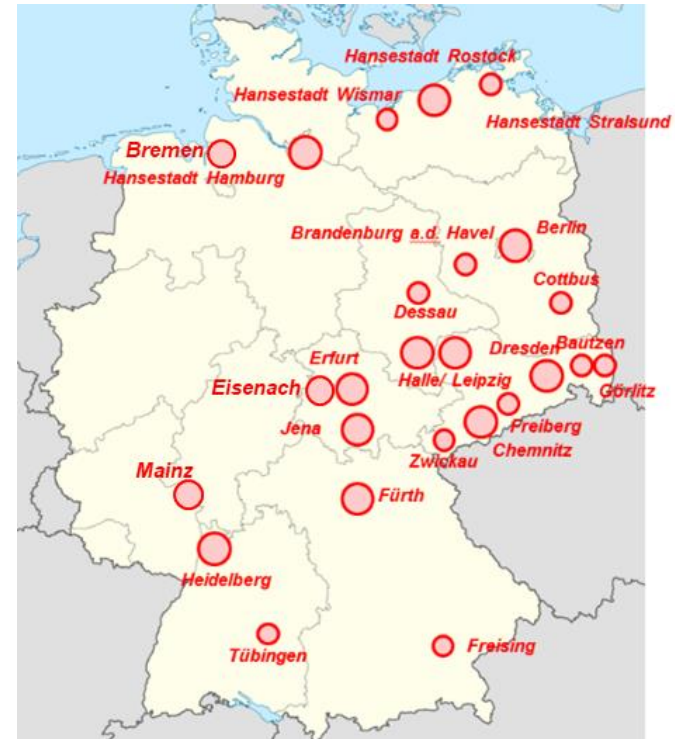 Hansestadt Rostock
Hansestadt Wismar
Hansestadt Stralsund
Bremen
Hansestadt Hamburg
Brandenburg a.d. Havel
Berlin
Cottbus
Dessau
Dresden
Bautzen
Erfurt
Halle/ Leipzig
Eisenach
Görlitz
Jena
Freiberg
Chemnitz
Zwickau
Mainz
Fürth
Heidelberg
Tübingen
Freising